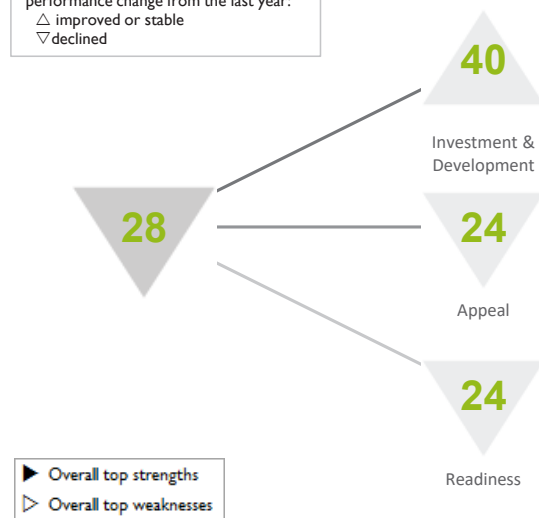 performance change from the last year:
△ improved or stable
▽ declined
40
Investment &
Development
28
24
Appeal
24
Readiness
▶ Overall top strengths
▷ Overall top weaknesses